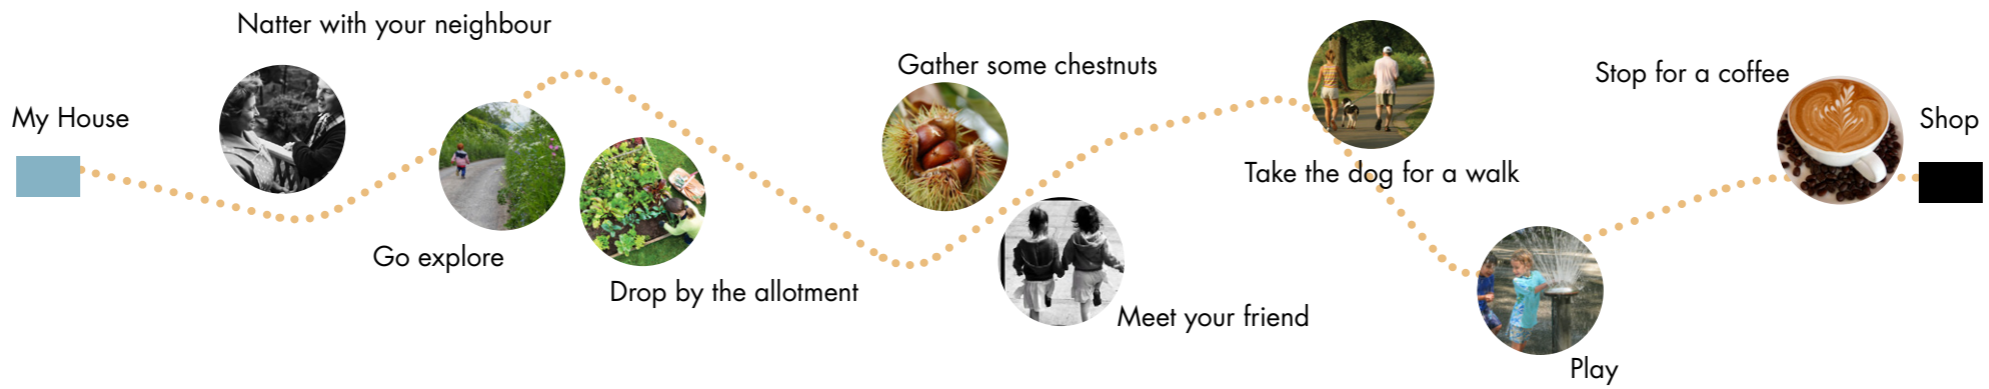 My House
Natter with your neighbour
Go explore
Drop by the allotment
Gather some chestnuts
Meet your friend
Take the dog for a walk
Play
Stop for a coffee
Shop